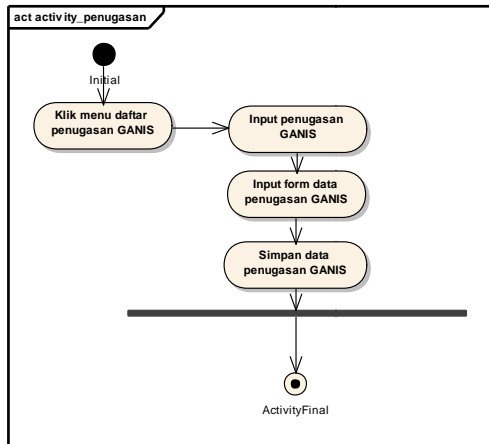 act activity_penugasan
Initial
Klik menu daftar
penugasan GANIS
Input penugasan
GANIS
Input form data
penugasan GANIS
Simpan data
penugasan GANIS
ActivityFinal